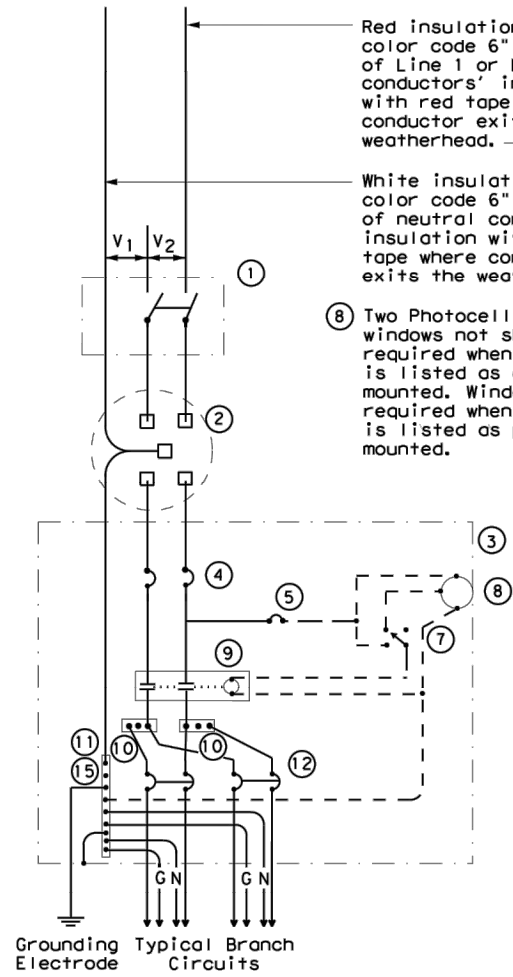 Red insulation
color code 6"
of Line 1 or
conductors' in
with red tape
conductor exit
weatherhead.
White insulat
color code 6"
of neutral con
insulation wi
tape where con
exits the wea
V1 V2
1
8 Two Photocell
windows not s
required when
is listed as
mounted. Wind
required when
is listed as
mounted.
2
3
4
5
8
7
9
11
10
10
12
15
G N
G N
Grounding Electrode
Typical Branch Circuits